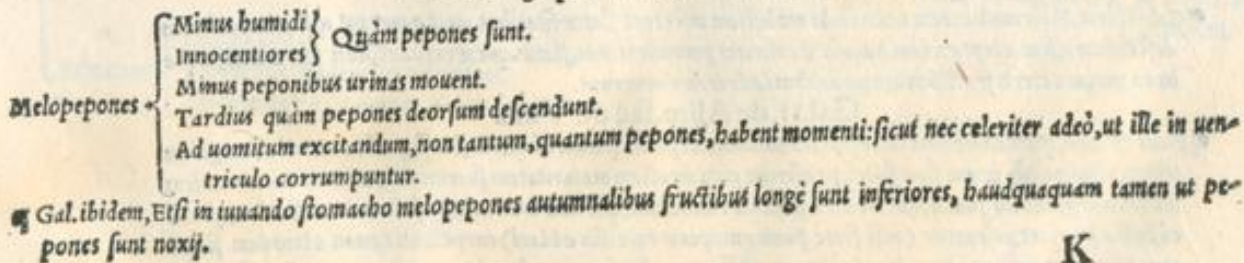 Minus humidi
Innocentiores
Quàm pepones sunt.
Minus peponibus urinas mouent.
Melopepones
Tardius quàm pepones deorsum descendunt.
Ad uomitum excitandum, non tantum, quantum pepones, habent momenti: sicut nec celeriter adeò, ut ille in uen-
triculo corrumpuntur.
¶ Gal. ibidem, Etsi in iuuando stomacho melopepones autumnalibus fructibus longè sunt inferiores, haudquaquam tamen ut pe-
pones sunt noxij.
K